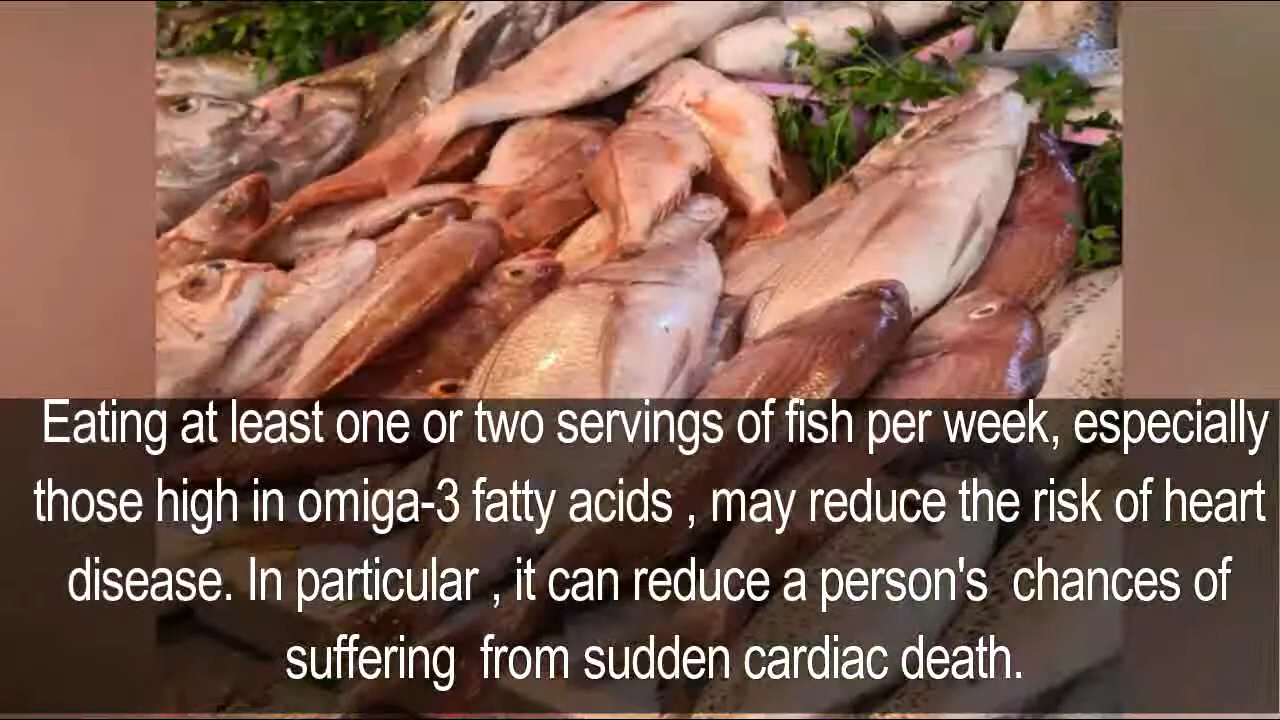 Eating at least one or two servings of fish per week, especially
those high in omiga-3 fatty acids , may reduce the risk of heart
disease. In particular , it can reduce a person's  chances of
suffering  from sudden cardiac death.